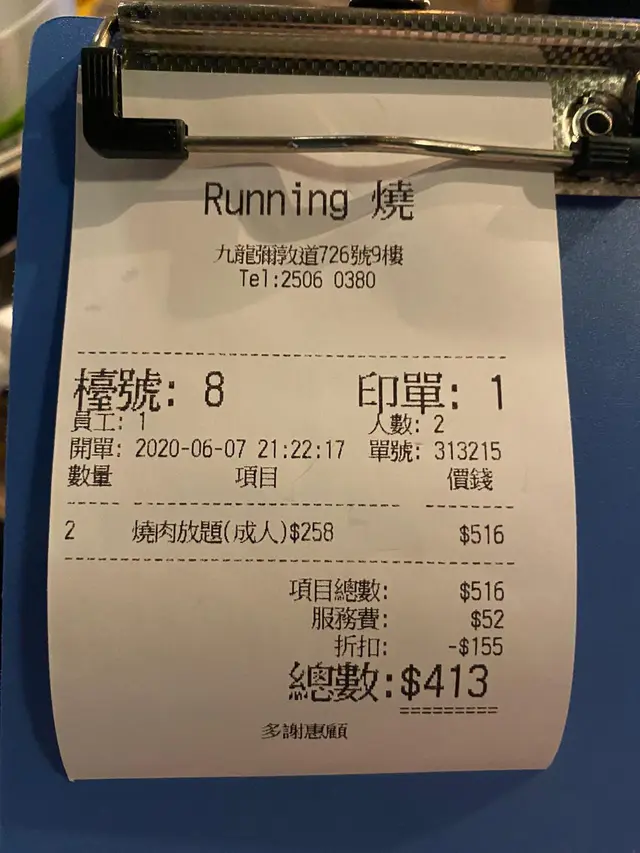 Running 燒
九龍彌敦道726號9樓
Tel:2506 0380
檯號: 8 印單: 1
員工: 1 人數: 2
開單: 2020-06-07 21:22:17 單號: 313215
數量 項目 價錢
2 燒肉放題(成人)$258 $516
項目總數: $516
服務費: $52
折扣: -$155
總數:$413
多謝惠顧